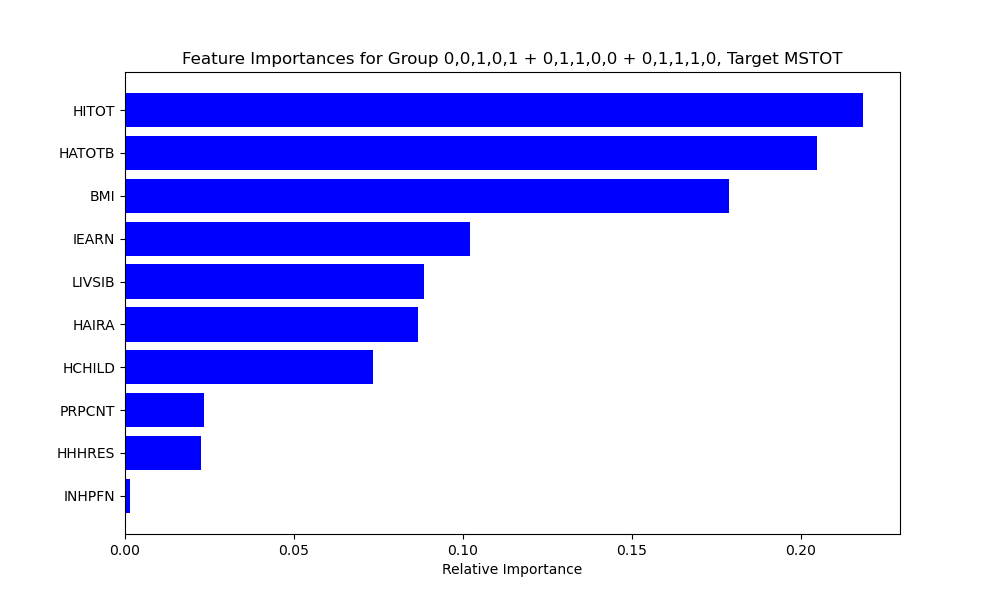 Feature Importances for Group 0,0,1,0,1 + 0,1,1,0,0 + 0,1,1,1,0, Target MSTOT
HITOT
HATOTB
BMI
IEARN
LIVSIB
HAIRA
HCHILD
PRPCNT
HHHRES
INHPFN
0.00 0.05 0.10 0.15 0.20
Relative Importance